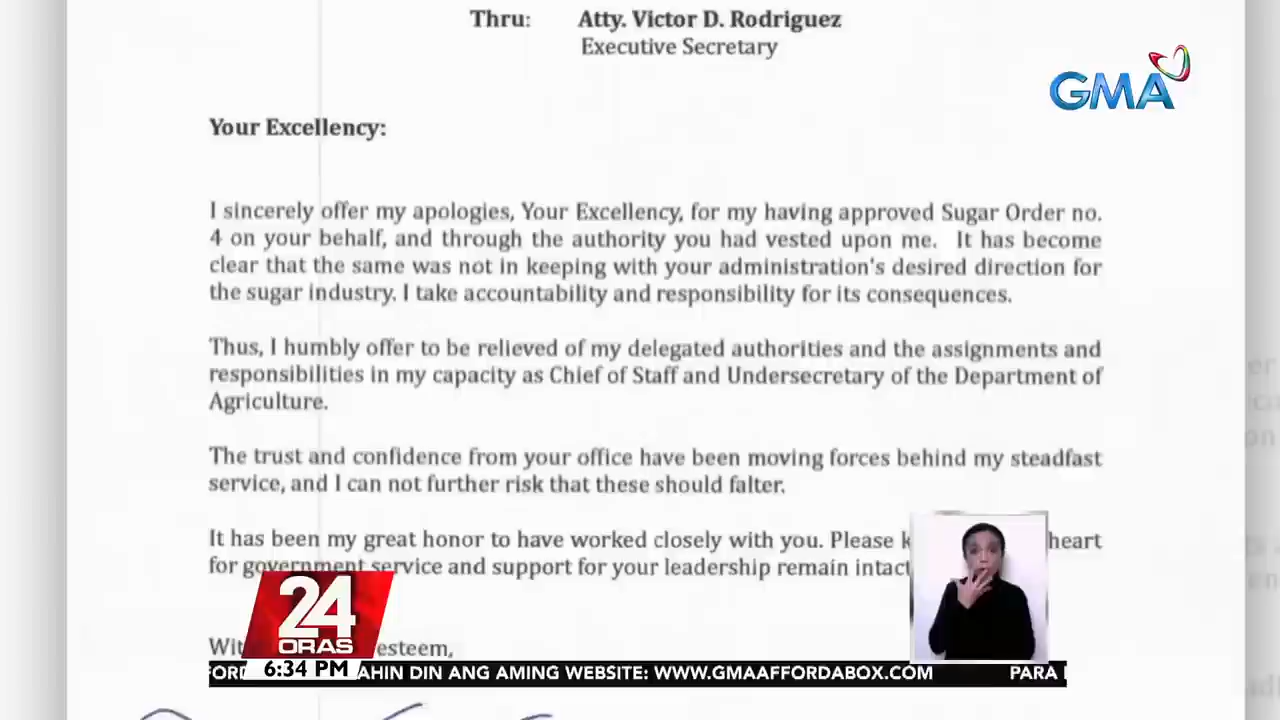 Thru: Atty. Victor D. Rodriguez
Executive Secretary
GMA
Your Excellency:
I sincerely offer my apologies, Your Excellency, for my having approved Sugar Order no.
4 on your behalf, and through the authority you had vested upon me. It has become
clear that the same was not in keeping with your administration's desired direction for
the sugar industry. I take accountability and responsibility for its consequences.
Thus, I humbly offer to be relieved of my delegated authorities and the assignments and
responsibilities in my capacity as Chief of Staff and Undersecretary of the Department of
Agriculture.
The trust and confidence from your office have been moving forces behind my steadfast
service, and I can not further risk that these should falter.
It has been my great honor to have worked closely with you. Please heart
for government service and support for your leadership remain intact
esteem,
24
ORAS
6:34 PM
AHIN DIN ANG AMING WEBSITE: WWW.GMAAFFORDABOX.COM PARA